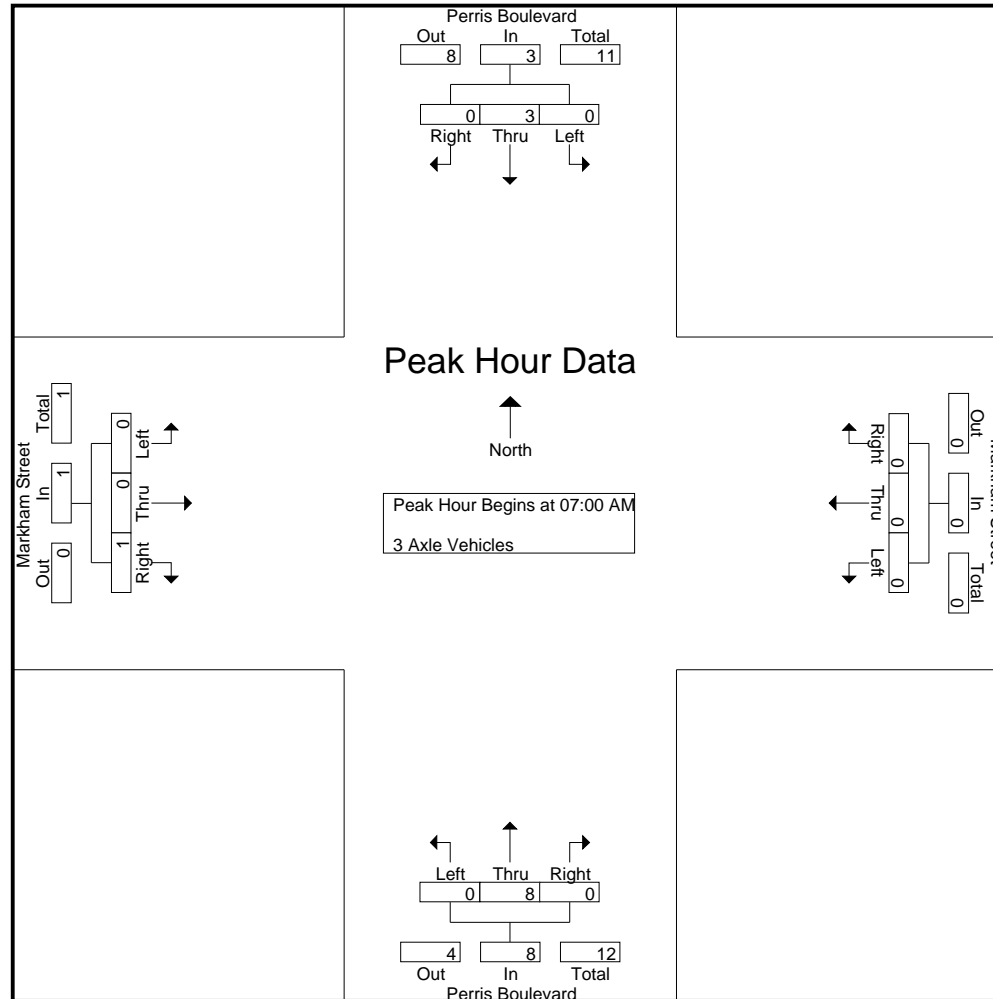 Perris Boulevard
Out In Total
8 3 11
0 3 0
Right Thru Left
Peak Hour Data
North
Peak Hour Begins at 07:00 AM
3 Axle Vehicles
Markham Street
Total In Out
1 1 0
0 0 1
Left Thru Right
Right Thru Left
0 0 0
Out In Total
0 0 0
Left Thru Right
0 8 0
4 8 12
Out In Total
Perris Boulevard